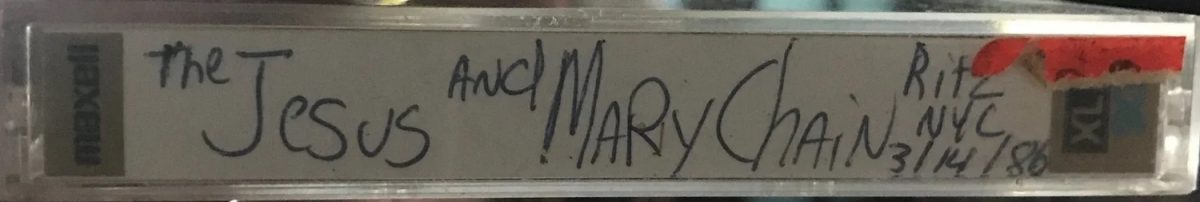 maxell
The Jesus And Mary Chain
Ritz
NYC
3/14/86
XL